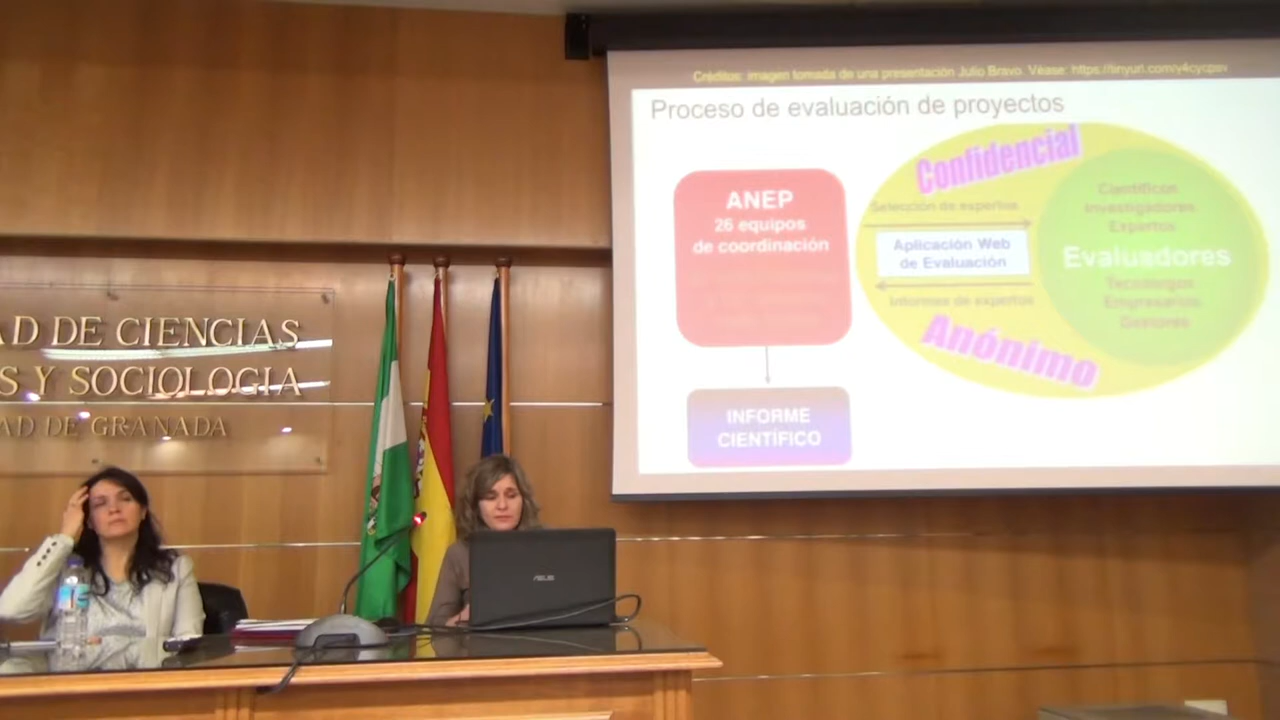 Créditos: imagen tomada de una presentación Julio Bravo. Véase: https://tinyurl.com/y4cycpsv
Proceso de evaluación de proyectos
Confidencial
ANEP
26 equipos
de coordinación
Selección de expertos
Aplicación Web
de Evaluación
Informes de expertos
Anónimo
Científicos
Investigadores
Expertos
Evaluadores
Tecnólogos
Empresarios
Gestores
INFORME
CIENTÍFICO
AD DE CIENCIAS
S Y SOCIOLOGIA
AD DE GRANADA
ASUS